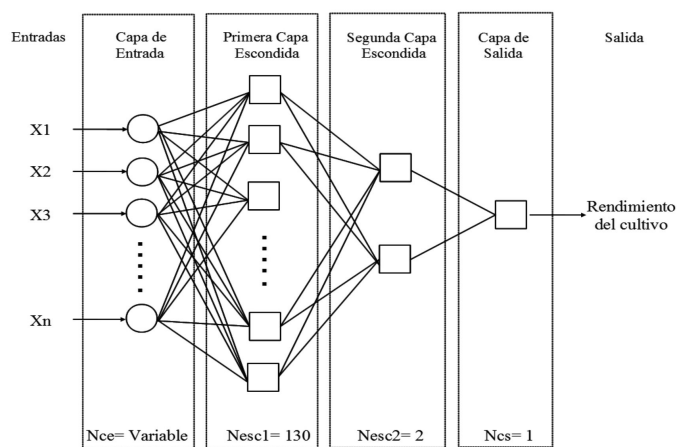 Entradas
Capa de
Entrada
Primera Capa
Escondida
Segunda Capa
Escondida
Capa de
Salida
Salida
X1
X2
X3
Xn
Rendimiento
del cultivo
Nce= Variable
Nesc1= 130
Nesc2= 2
Ncs= 1